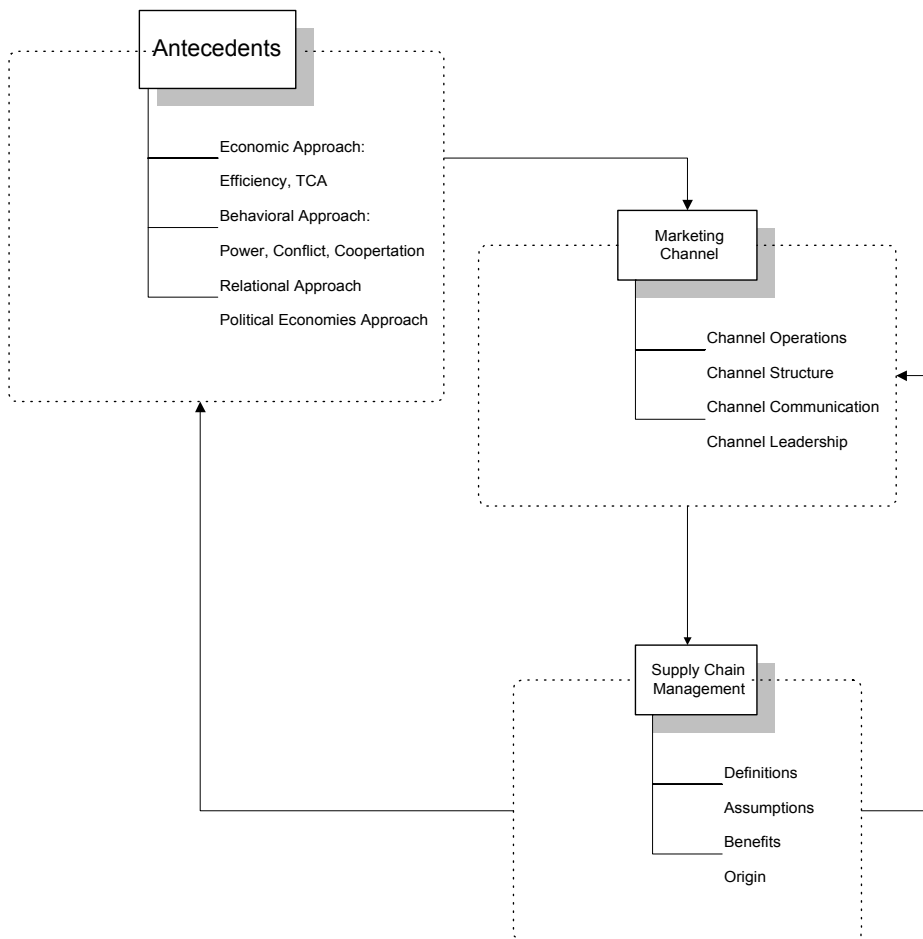 Antecedents
Economic Approach:
Efficiency, TCA
Behavioral Approach:
Power, Conflict, Coopertation
Relational Approach
Political Economies Approach
Marketing
Channel
Channel Operations
Channel Structure
Channel Communication
Channel Leadership
Supply Chain
Management
Definitions
Assumptions
Benefits
Origin